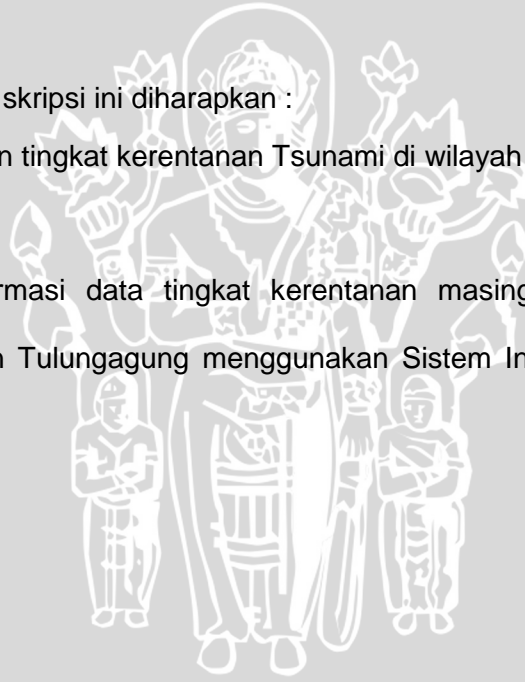 skripsi ini diharapkan :
n tingkat kerentanan Tsunami di wilayah
rmasi data tingkat kerentanan masing
n Tulungagung menggunakan Sistem In